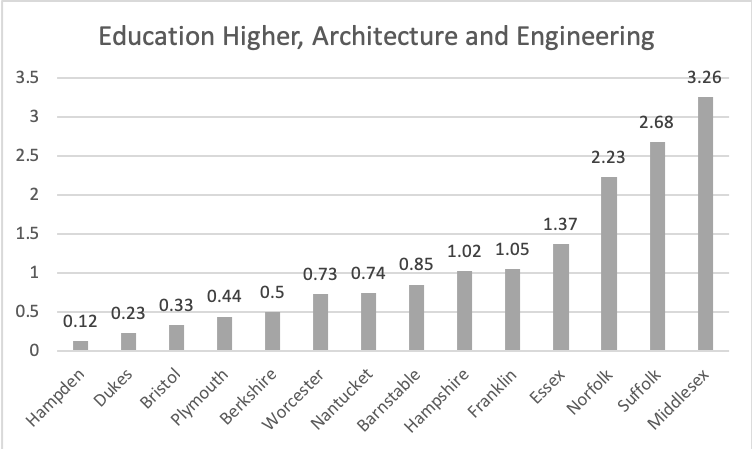 Education Higher, Architecture and Engineering
3.5
3
2.5
2
1.5
1
0.5
0
0.12
0.23
0.33
0.44
0.5
0.73
0.74
0.85
1.02
1.05
1.37
2.23
2.68
3.26
Hampden
Dukes
Bristol
Plymouth
Berkshire
Worcester
Nantucket
Barnstable
Hampshire
Franklin
Essex
Norfolk
Suffolk
Middlesex